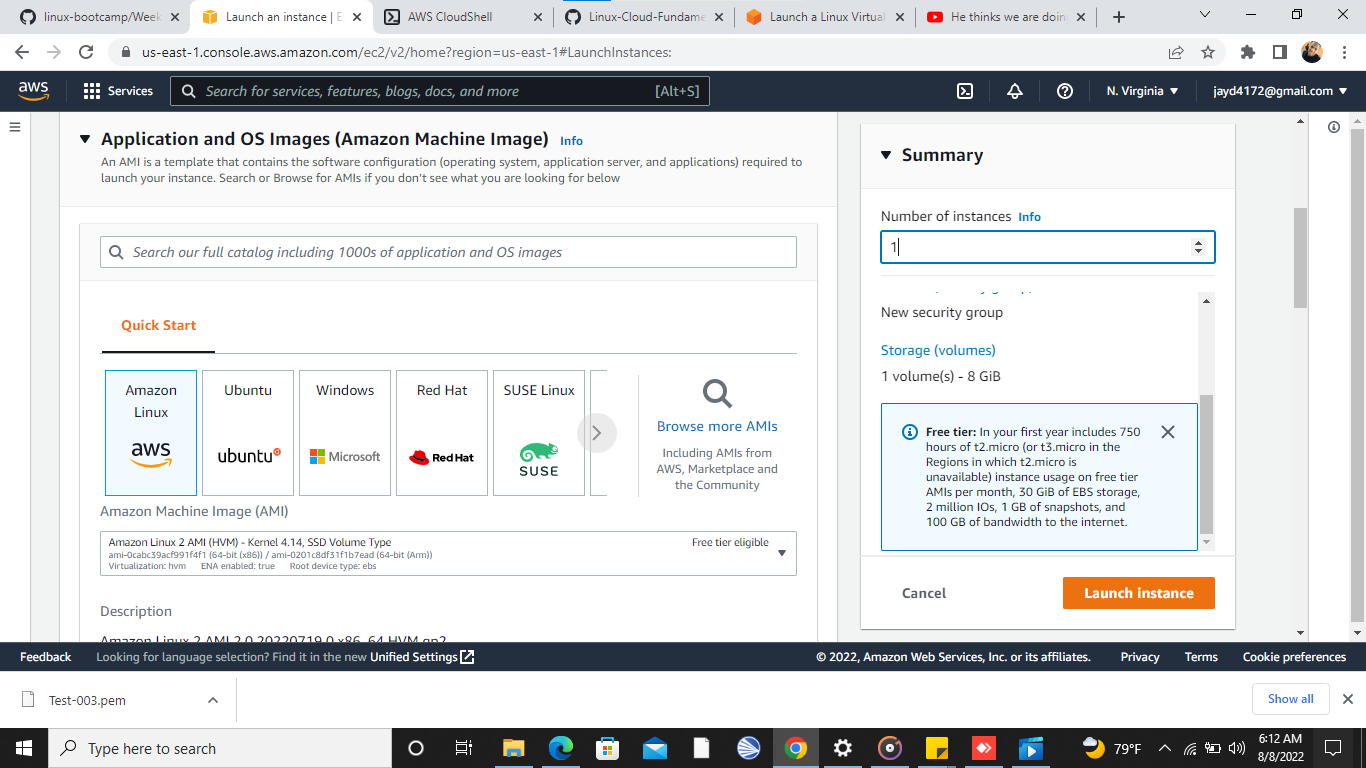 linux-bootcamp/Week
Launch an instance | E
AWS CloudShell
Linux-Cloud-Fundame
Launch a Linux Virtual
He thinks we are doin
us-east-1.console.aws.amazon.com/ec2/v2/home?region=us-east-1#LaunchInstances:
aws
Services
Search for services, features, blogs, docs, and more
[Alt+S]
N. Virginia
jayd4172@gmail.com
Application and OS Images (Amazon Machine Image) Info
An AMI is a template that contains the software configuration (operating system, application server, and applications) required to
launch your instance. Search or Browse for AMIs if you don't see what you are looking for below
Search our full catalog including 1000s of application and OS images
Quick Start
Amazon
Linux
aws
Ubuntu
ubuntu
Windows
Microsoft
Red Hat
Red Hat
SUSE Linux
SUSE
Browse more AMIs
Including AMIs from
AWS, Marketplace and
the Community
Amazon Machine Image (AMI)
Amazon Linux 2 AMI (HVM) - Kernel 4.14, SSD Volume Type
Free tier eligible
ami-0cabc39acf991f4f1 (64-bit (x86)) / ami-0201c8df31f1b7ead (64-bit (Arm))
Virtualization: hvm ENA enabled: true Root device type: ebs
Description
Amazon Linux 2 AMI 2.0.20220719.0 x86_64 HVM gp2
Summary
Number of instances Info
1
New security group
Storage (volumes)
1 volume(s) - 8 GiB
Free tier: In your first year includes 750
hours of t2.micro (or t3.micro in the
Regions in which t2.micro is
unavailable) instance usage on free tier
AMIs per month, 30 GiB of EBS storage,
2 million IOs, 1 GB of snapshots, and
100 GB of bandwidth to the internet.
Cancel
Launch instance
Feedback
Looking for language selection? Find it in the new Unified Settings
© 2022, Amazon Web Services, Inc. or its affiliates.
Privacy
Terms
Cookie preferences
Test-003.pem
Show all
Type here to search
79°F
6:12 AM
8/8/2022